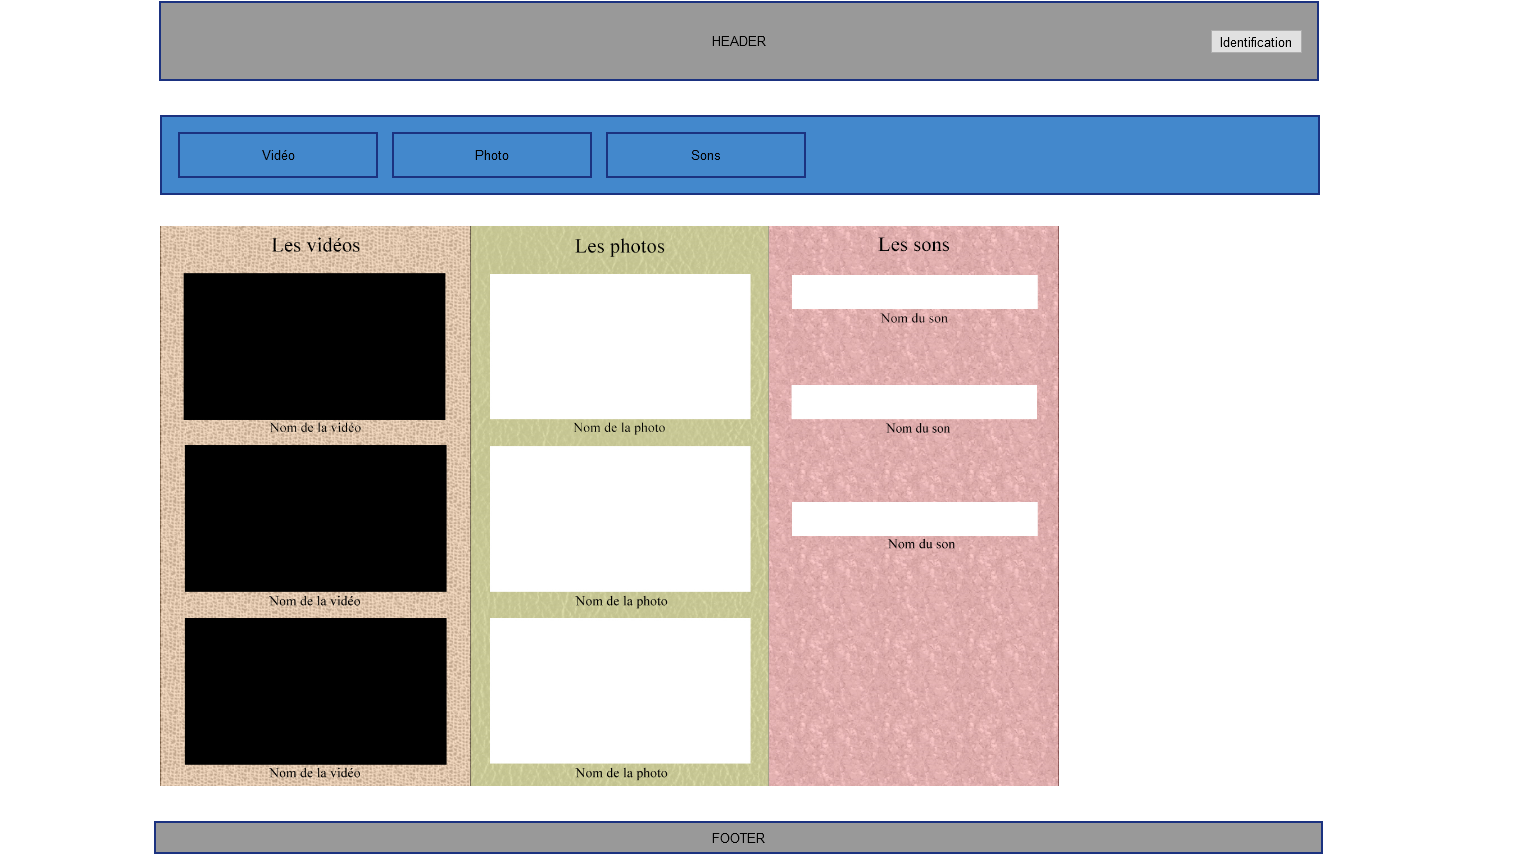 HEADER
Identification
Vidéo
Photo
Sons
Les vidéos
Nom de la vidéo
Nom de la vidéo
Nom de la vidéo
Les photos
Nom de la photo
Nom de la photo
Nom de la photo
Les sons
Nom du son
Nom du son
Nom du son
FOOTER